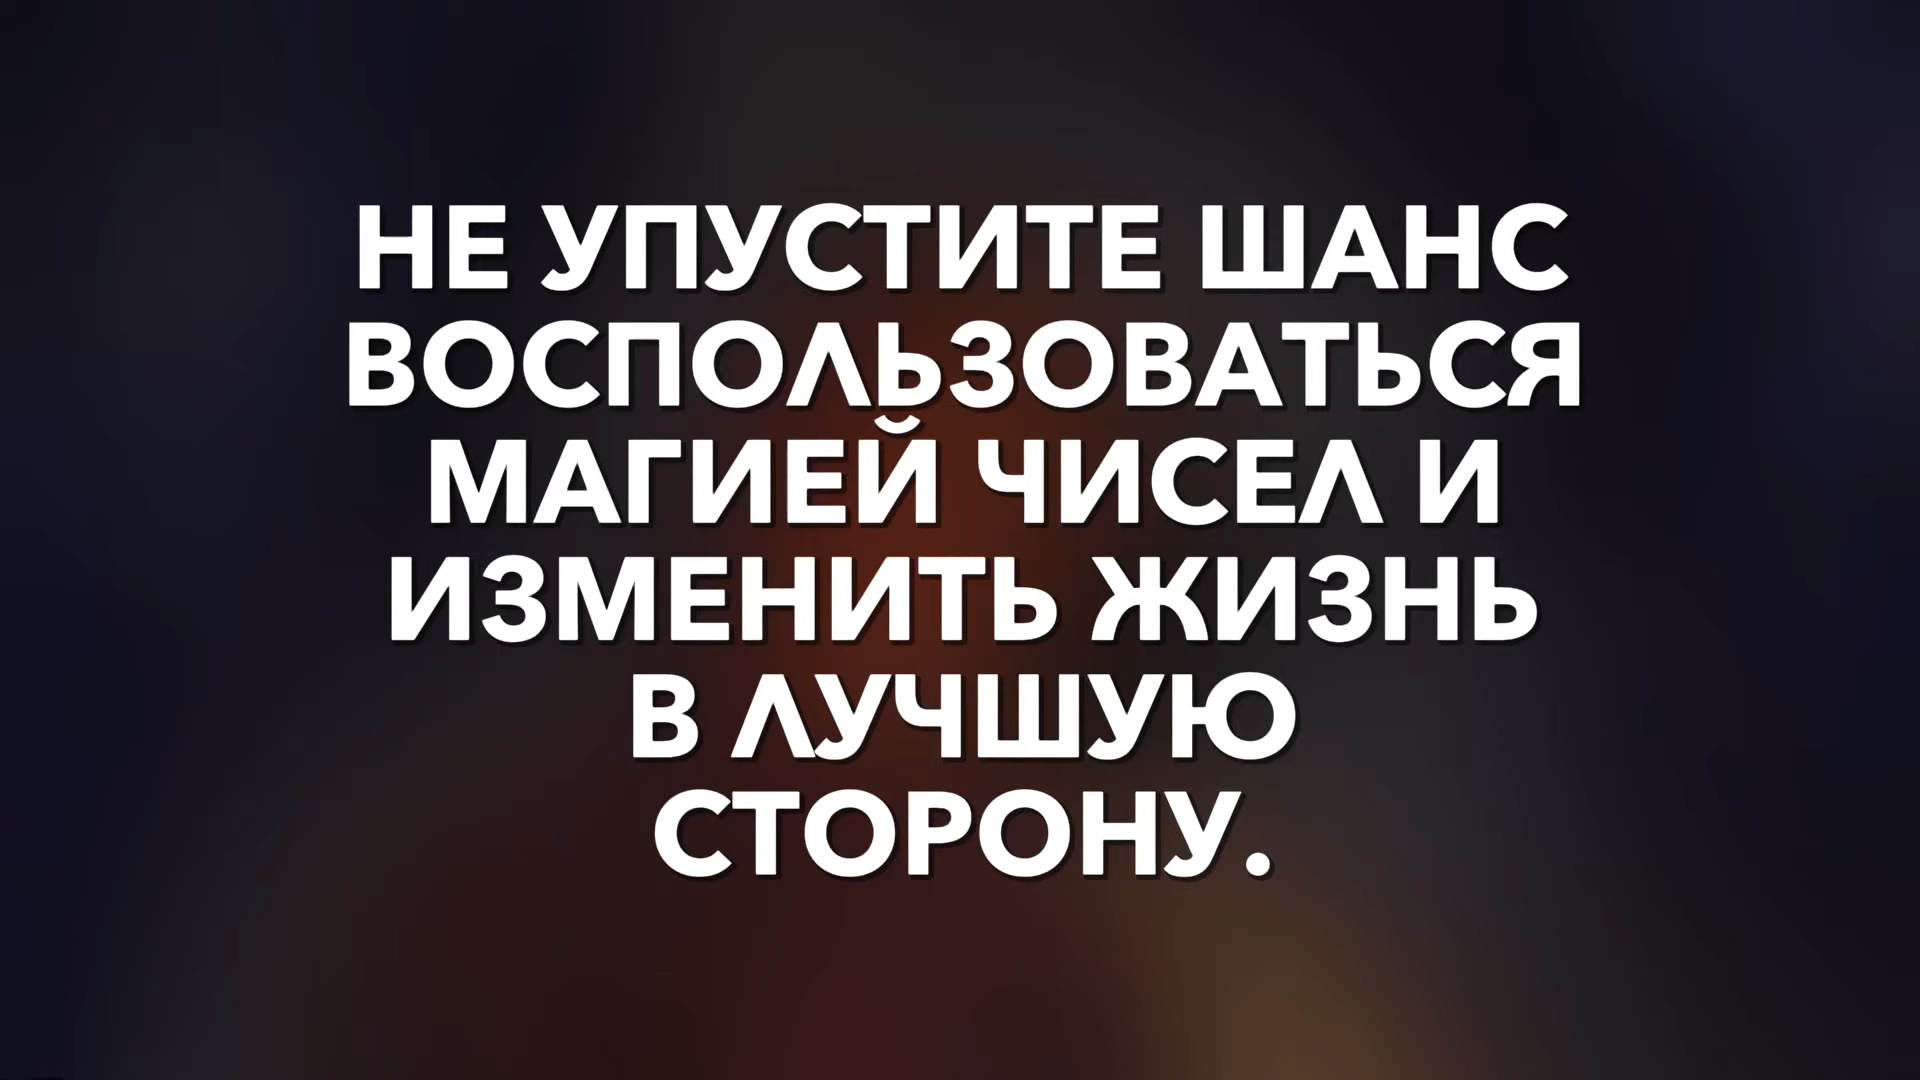 НЕ УПУСТИТЕ ШАНС
ВОСПОЛЬЗОВАТЬСЯ
МАГИЕЙ ЧИСЕЛ И
ИЗМЕНИТЬ ЖИЗНЬ
В ЛУЧШУЮ
СТОРОНУ.